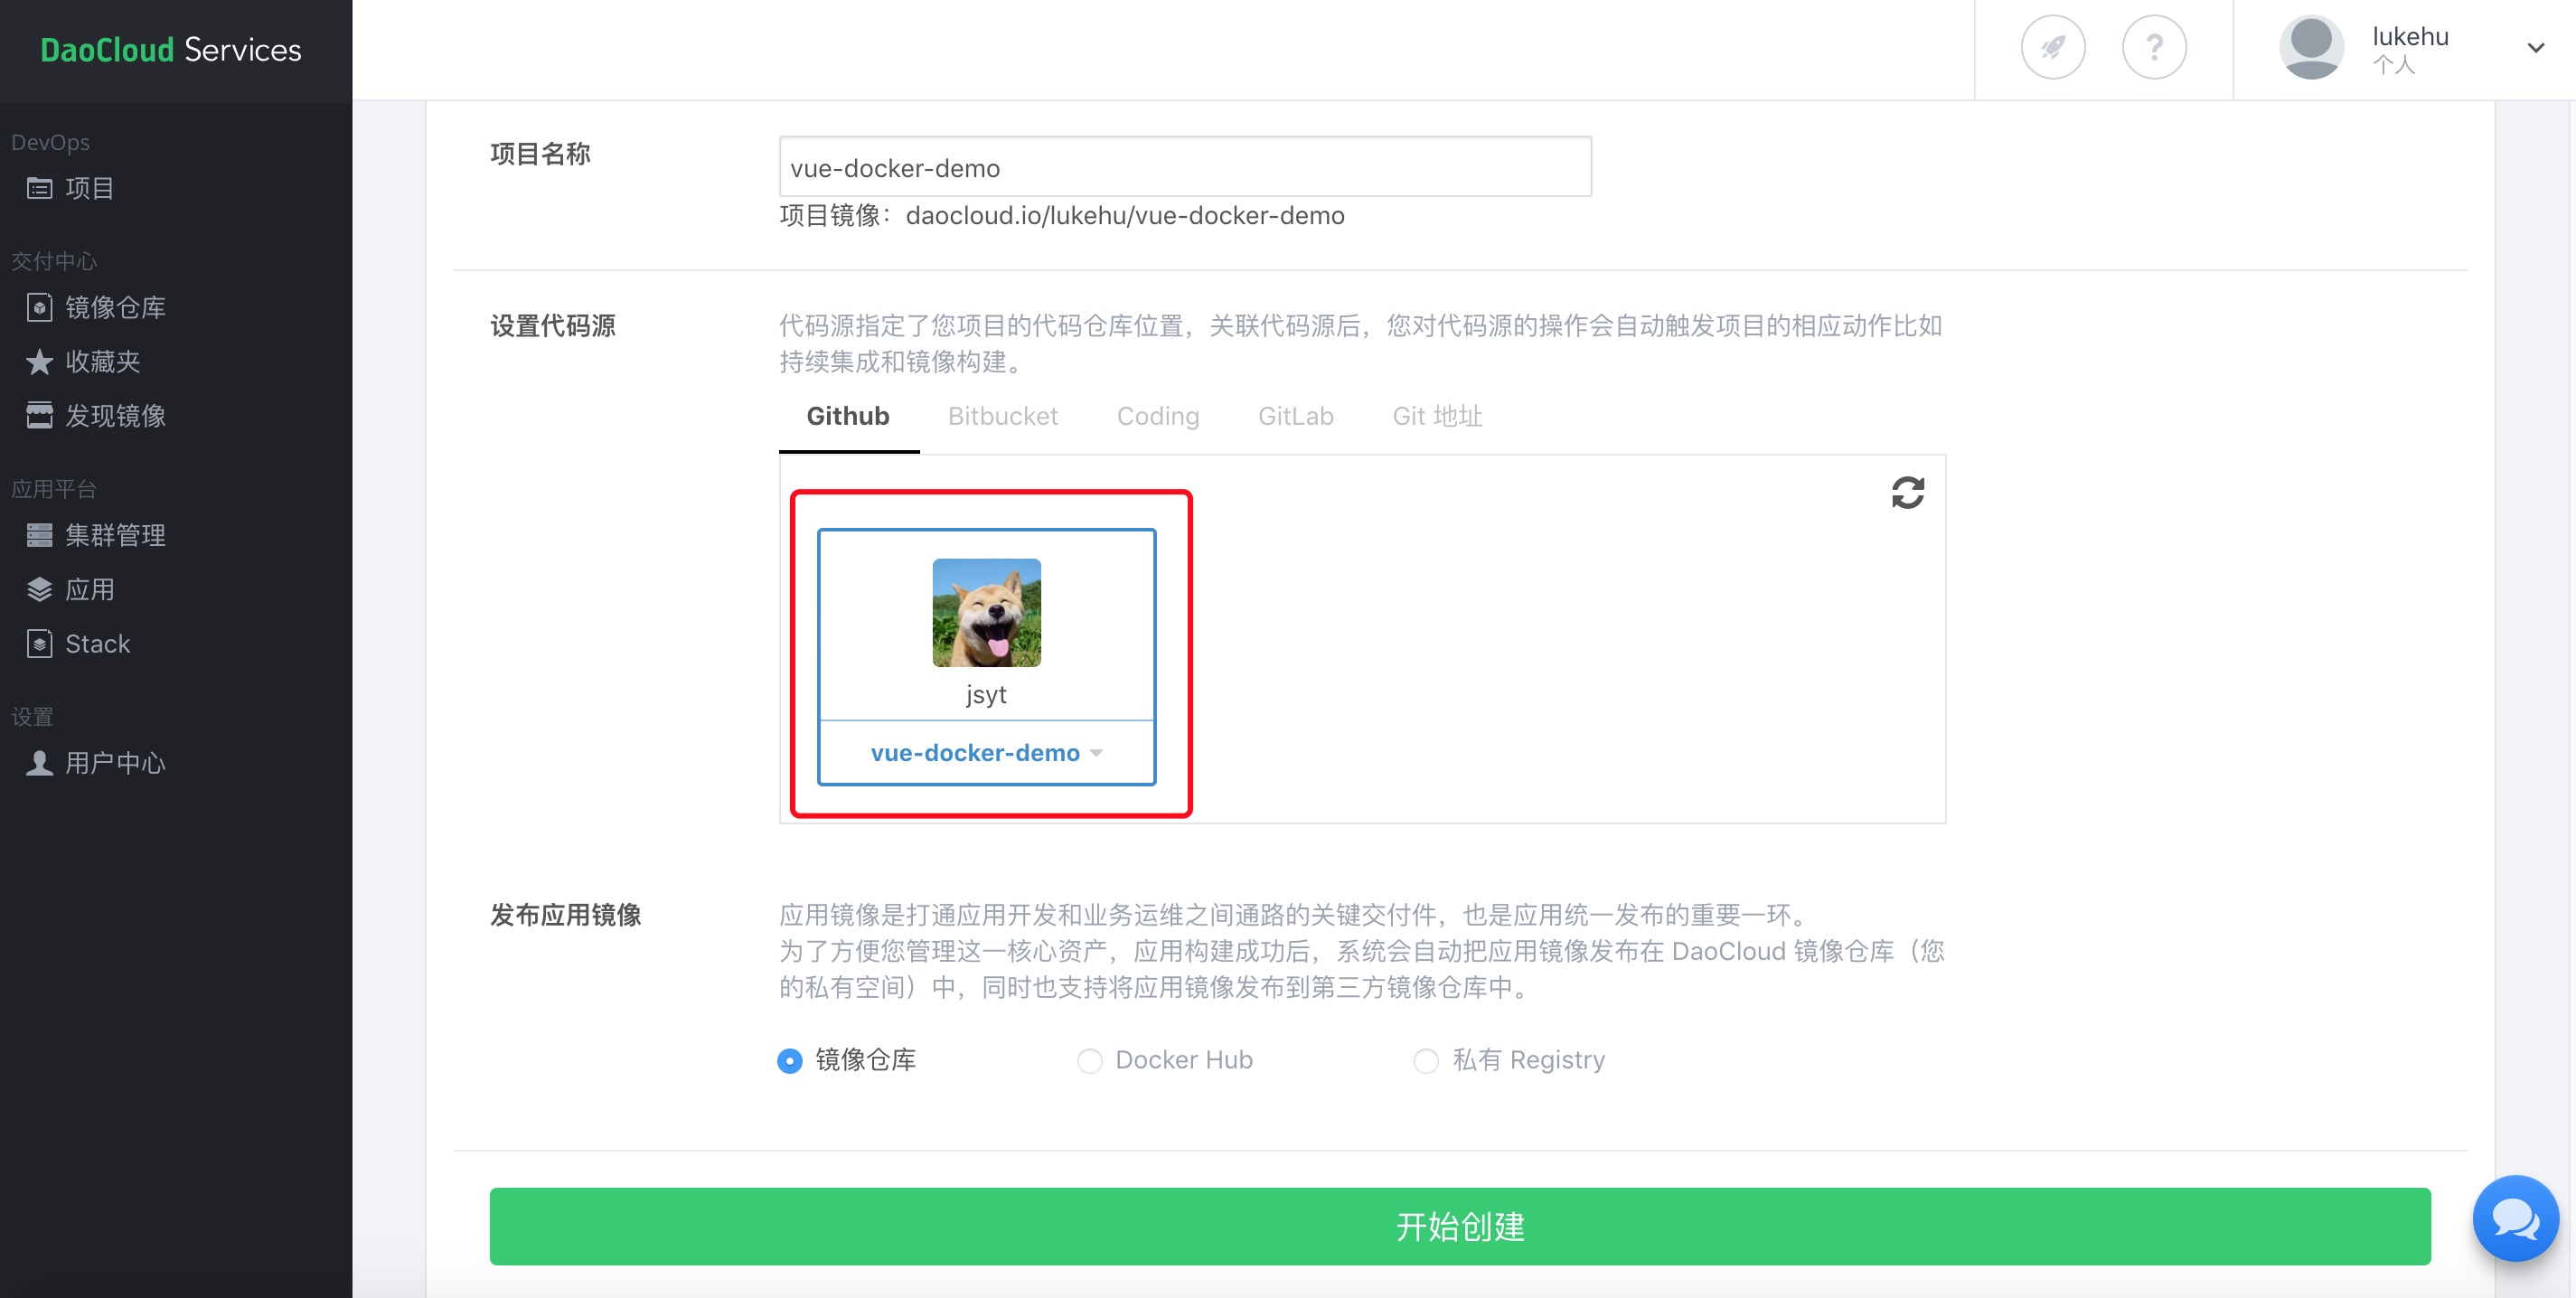 DaoCloud Services
lukehu
个人
DevOps
项目
交付中心
镜像仓库
收藏夹
发现镜像
应用平台
集群管理
应用
Stack
设置
用户中心
项目名称
vue-docker-demo
项目镜像：daocloud.io/lukehu/vue-docker-demo
设置代码源
代码源指定了您项目的代码仓库位置，关联代码源后，您对代码源的操作会自动触发项目的相应动作比如
持续集成和镜像构建。
Github Bitbucket Coding GitLab Git 地址
jsyt
vue-docker-demo
发布应用镜像
应用镜像是打通应用开发和业务运维之间通路的关键交付件，也是应用统一发布的重要一环。
为了方便您管理这一核心资产，应用构建成功后，系统会自动把应用镜像发布在 DaoCloud 镜像仓库（您
的私有空间）中，同时也支持将应用镜像发布到第三方镜像仓库中。
镜像仓库 Docker Hub 私有 Registry
开始创建